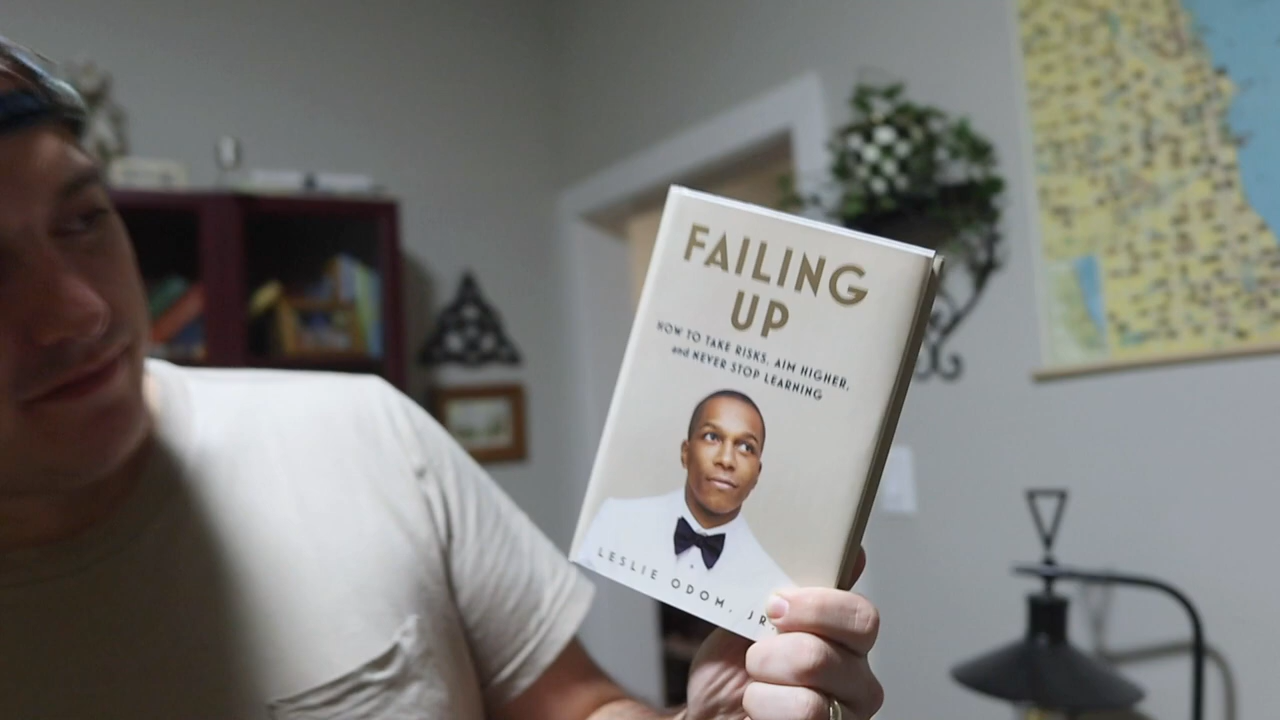 FAILING
UP
HOW TO TAKE RISKS, AIM HIGHER,
and NEVER STOP LEARNING
LESLIE ODOM, JR.